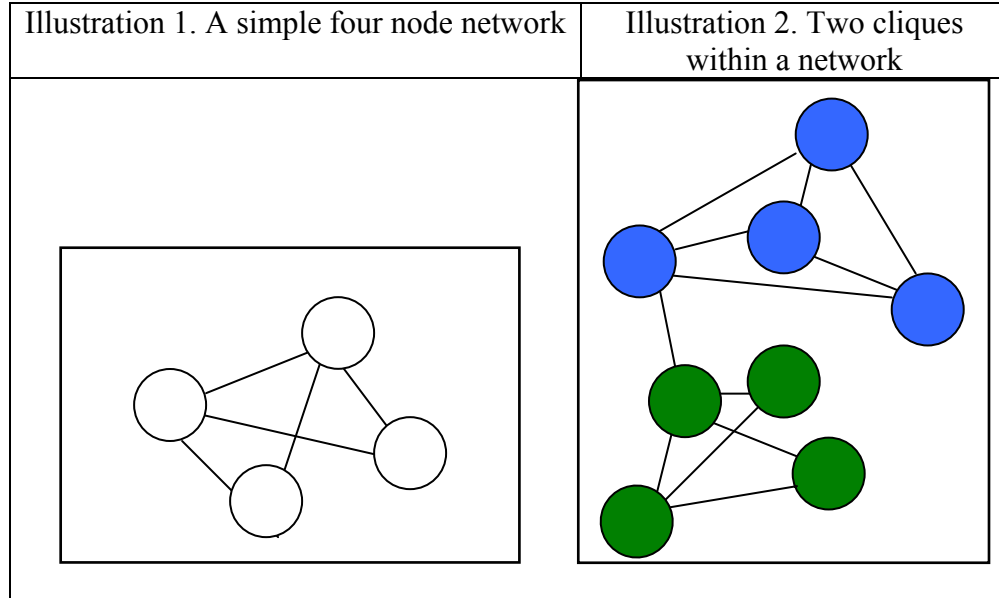 Illustration 1. A simple four node network
Illustration 2. Two cliques
within a network